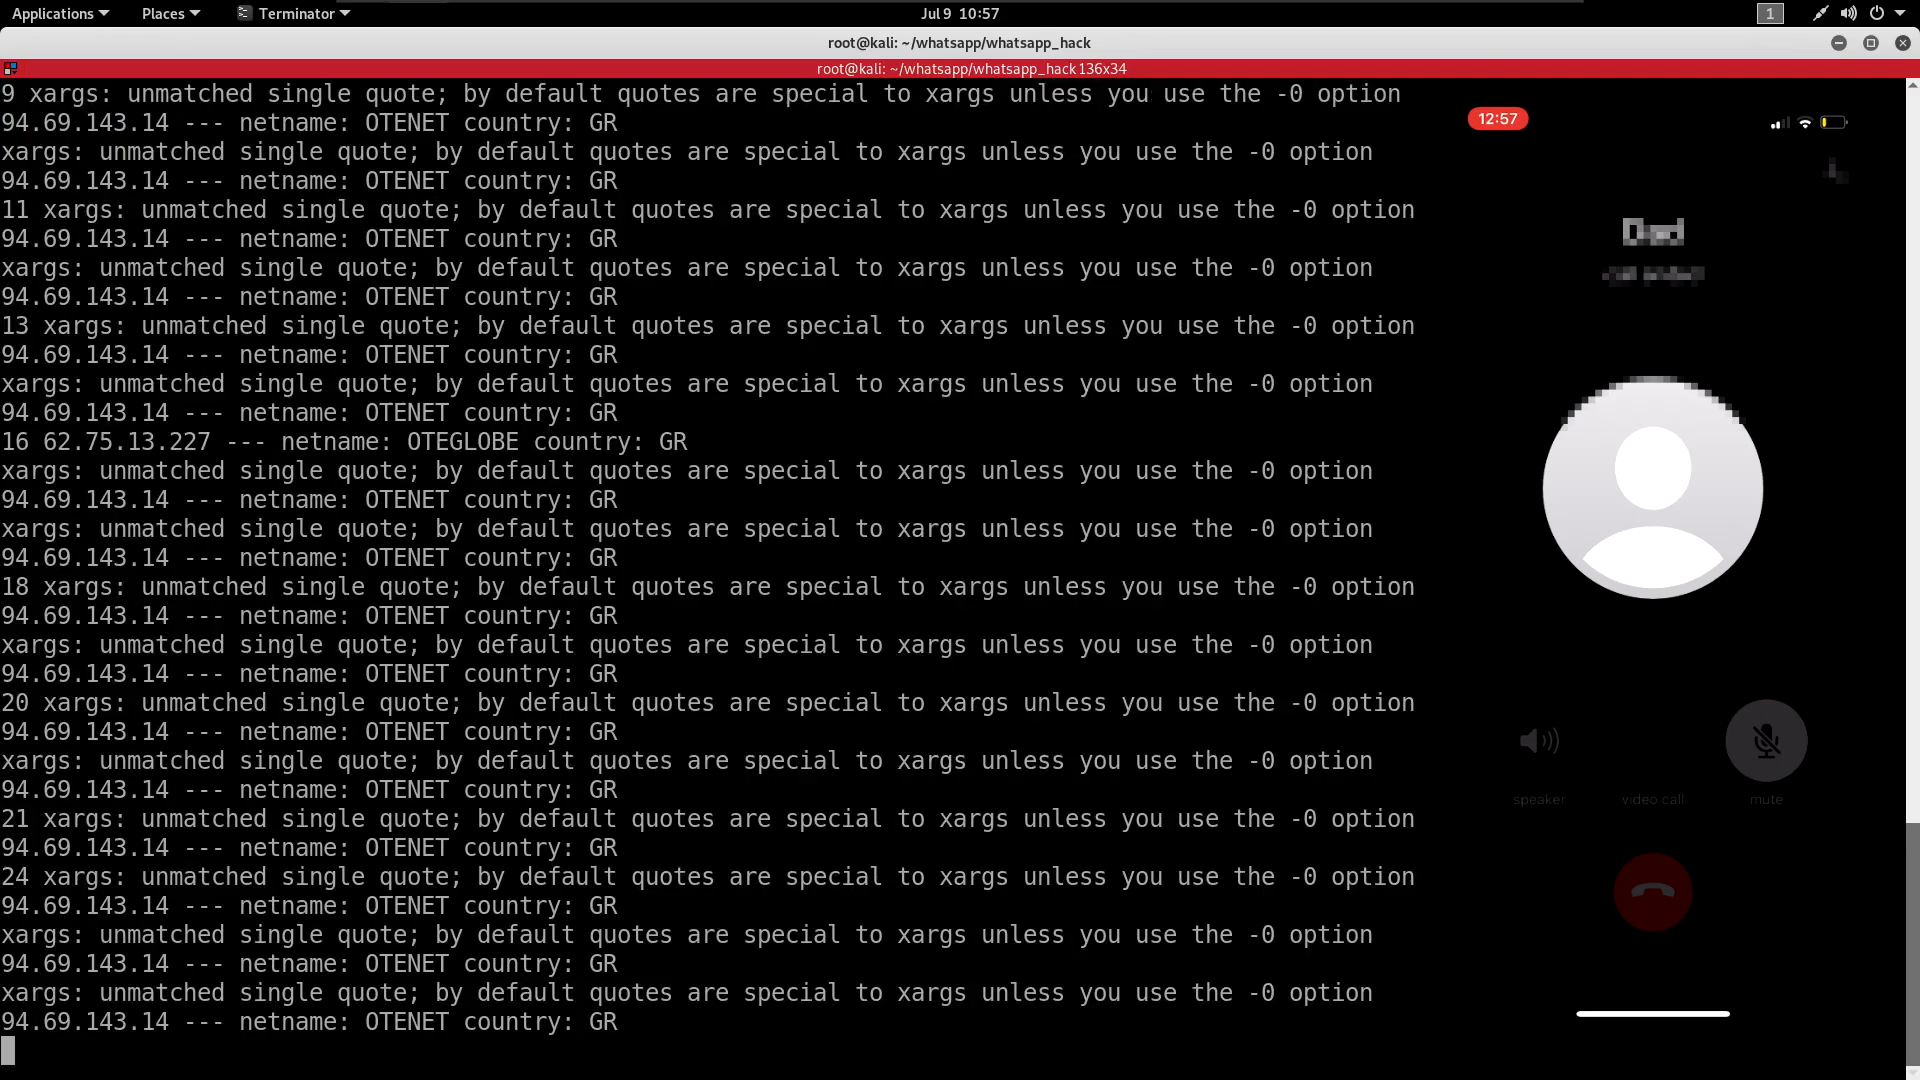 Applications Places Terminator Jul 9 10:57 1
root@kali: ~/whatsapp/whatsapp_hack
root@kali: ~/whatsapp/whatsapp_hack 136x34
9 xargs: unmatched single quote; by default quotes are special to xargs unless you use the -0 option
94.69.143.14 --- netname: OTENET country: GR
xargs: unmatched single quote; by default quotes are special to xargs unless you use the -0 option
94.69.143.14 --- netname: OTENET country: GR
11 xargs: unmatched single quote; by default quotes are special to xargs unless you use the -0 option
94.69.143.14 --- netname: OTENET country: GR
xargs: unmatched single quote; by default quotes are special to xargs unless you use the -0 option
94.69.143.14 --- netname: OTENET country: GR
13 xargs: unmatched single quote; by default quotes are special to xargs unless you use the -0 option
94.69.143.14 --- netname: OTENET country: GR
xargs: unmatched single quote; by default quotes are special to xargs unless you use the -0 option
94.69.143.14 --- netname: OTENET country: GR
16 62.75.13.227 --- netname: OTEGLOBE country: GR
xargs: unmatched single quote; by default quotes are special to xargs unless you use the -0 option
94.69.143.14 --- netname: OTENET country: GR
xargs: unmatched single quote; by default quotes are special to xargs unless you use the -0 option
94.69.143.14 --- netname: OTENET country: GR
18 xargs: unmatched single quote; by default quotes are special to xargs unless you use the -0 option
94.69.143.14 --- netname: OTENET country: GR
xargs: unmatched single quote; by default quotes are special to xargs unless you use the -0 option
94.69.143.14 --- netname: OTENET country: GR
20 xargs: unmatched single quote; by default quotes are special to xargs unless you use the -0 option
94.69.143.14 --- netname: OTENET country: GR
xargs: unmatched single quote; by default quotes are special to xargs unless you use the -0 option
94.69.143.14 --- netname: OTENET country: GR
21 xargs: unmatched single quote; by default quotes are special to xargs unless you use the -0 option
94.69.143.14 --- netname: OTENET country: GR
24 xargs: unmatched single quote; by default quotes are special to xargs unless you use the -0 option
94.69.143.14 --- netname: OTENET country: GR
xargs: unmatched single quote; by default quotes are special to xargs unless you use the -0 option
94.69.143.14 --- netname: OTENET country: GR
xargs: unmatched single quote; by default quotes are special to xargs unless you use the -0 option
94.69.143.14 --- netname: OTENET country: GR
12:57
Dad
speaker video call mute